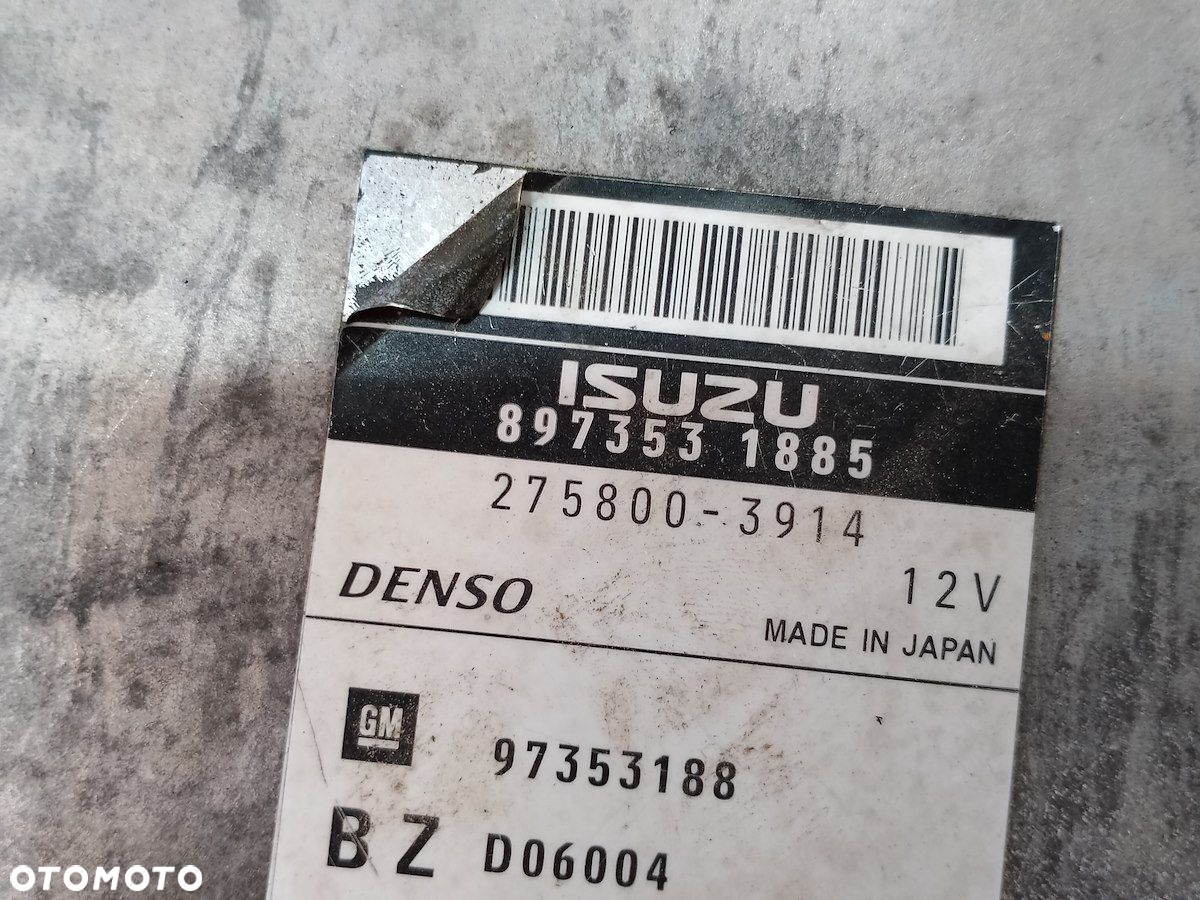 ISUZU
897353 1885
275800-3914
DENSO
12V
MADE IN JAPAN
GM
97353188
BZ D06004
OTOMOTO